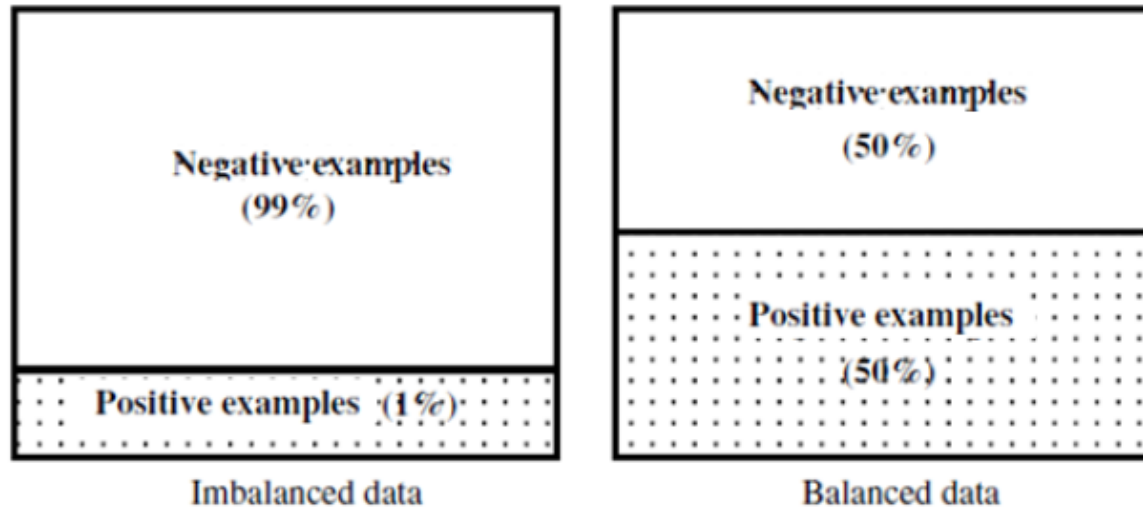 Negative examples
(99%)
Positive examples (1%)
Imbalanced data
Negative examples
(50%)
Positive examples
(50%)
Balanced data